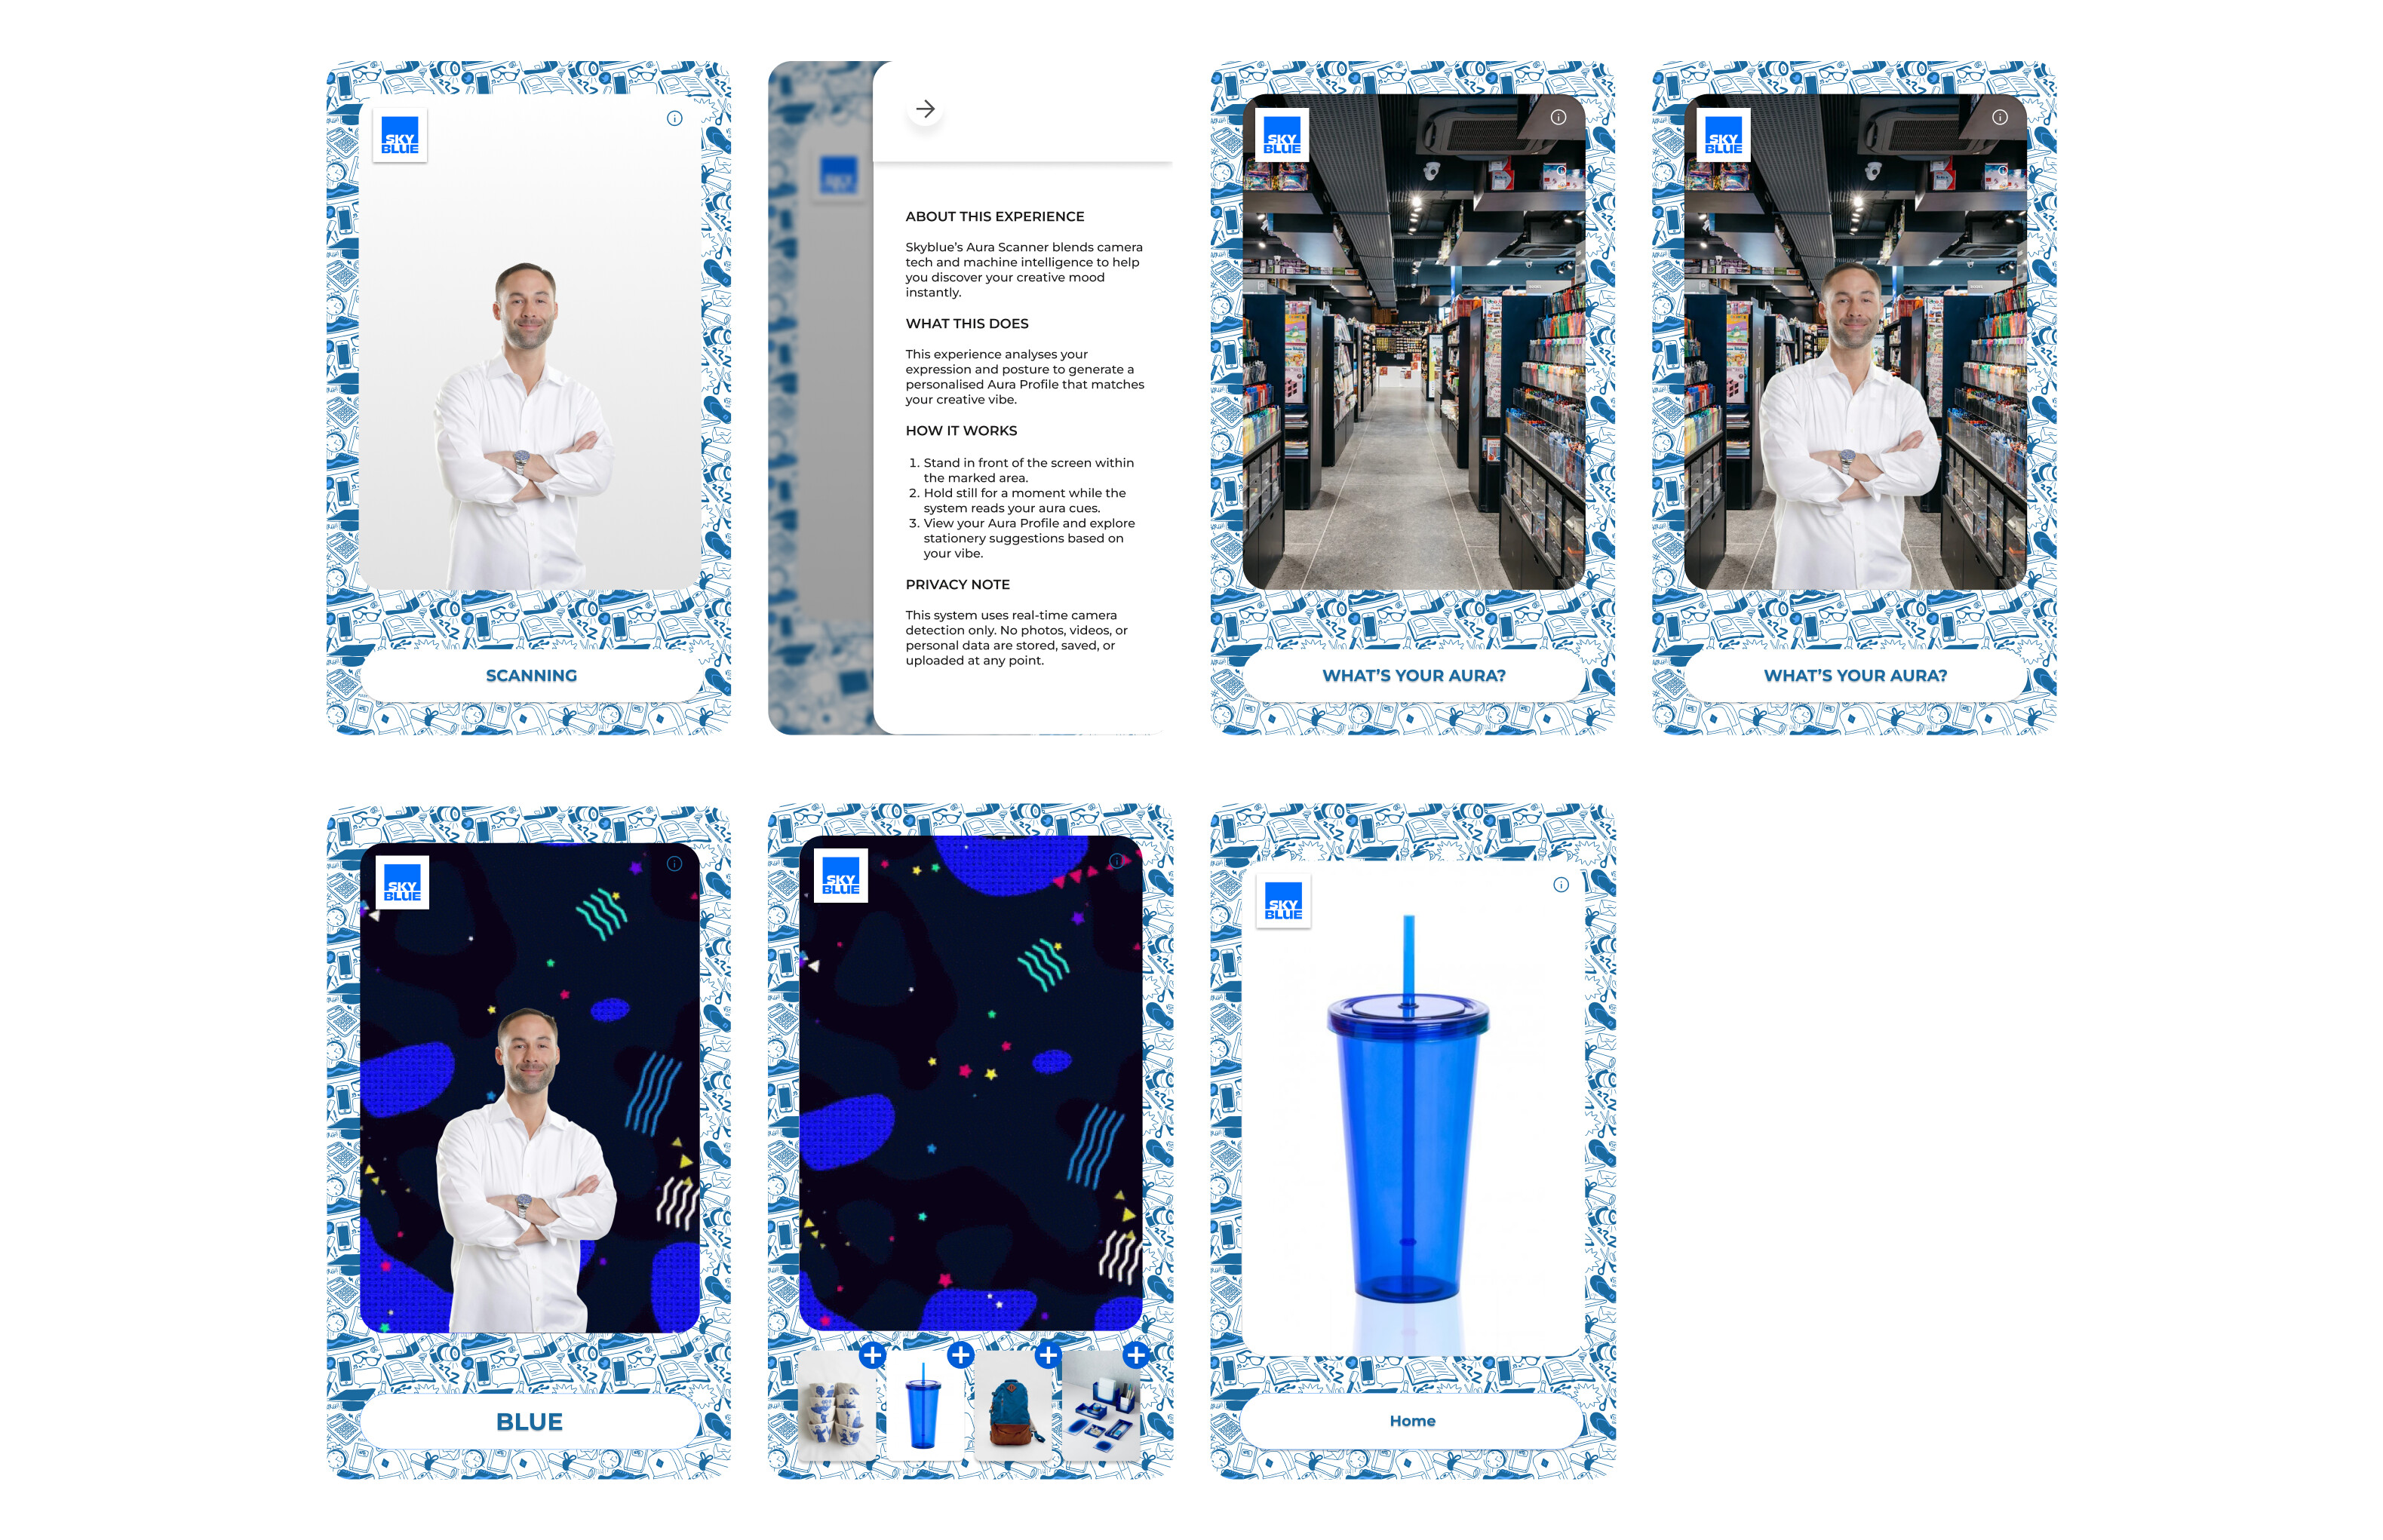 SKY
BLUE
SCANNING
ABOUT THIS EXPERIENCE
Skyblue’s Aura Scanner blends camera
tech and machine intelligence to help
you discover your creative mood
instantly.
WHAT THIS DOES
This experience analyses your
expression and posture to generate a
personalised Aura Profile that matches
your creative vibe.
HOW IT WORKS
1. Stand in front of the screen within
the marked area.
2. Hold still for a moment while the
system reads your aura cues.
3. View your Aura Profile and explore
stationery suggestions based on
your vibe.
PRIVACY NOTE
This system uses real-time camera
detection only. No photos, videos, or
personal data are stored, saved, or
uploaded at any point.
SKY
BLUE
WHAT’S YOUR AURA?
SKY
BLUE
WHAT’S YOUR AURA?
SKY
BLUE
BLUE
SKY
BLUE
SKY
BLUE
Home